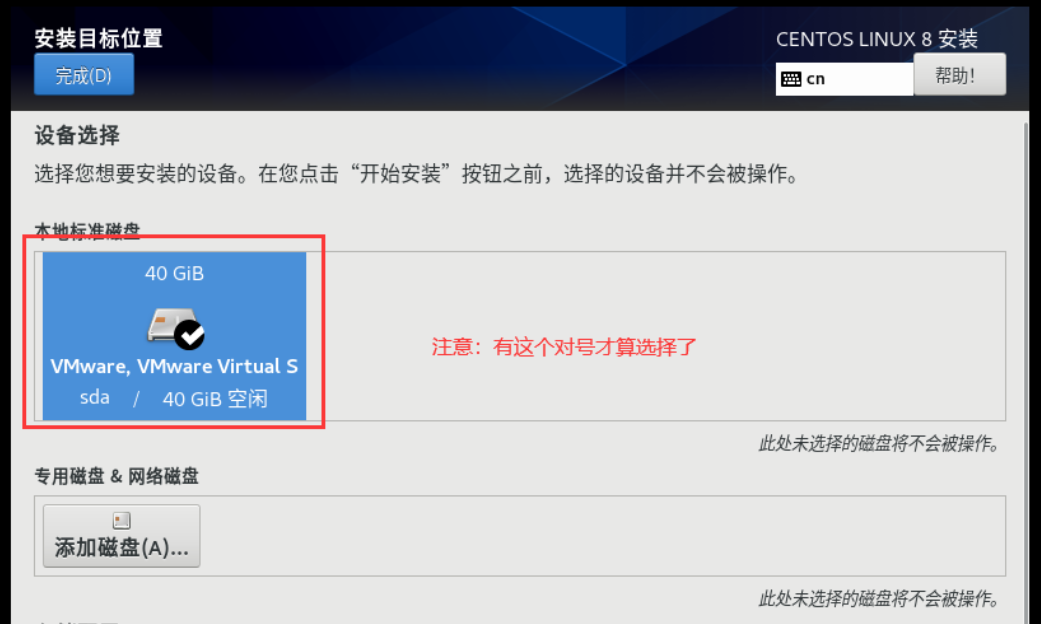 安装目标位置
CENTOS LINUX 8 安装
完成(D)
cn
帮助!
设备选择
选择您想要安装的设备。在您点击“开始安装”按钮之前，选择的设备并不会被操作。
本地标准磁盘
40 GiB
VMware, VMware Virtual S
sda / 40 GiB 空闲
注意：有这个对号才算选择了
此处未选择的磁盘将不会被操作。
专用磁盘 & 网络磁盘
添加磁盘(A)...
此处未选择的磁盘将不会被操作。